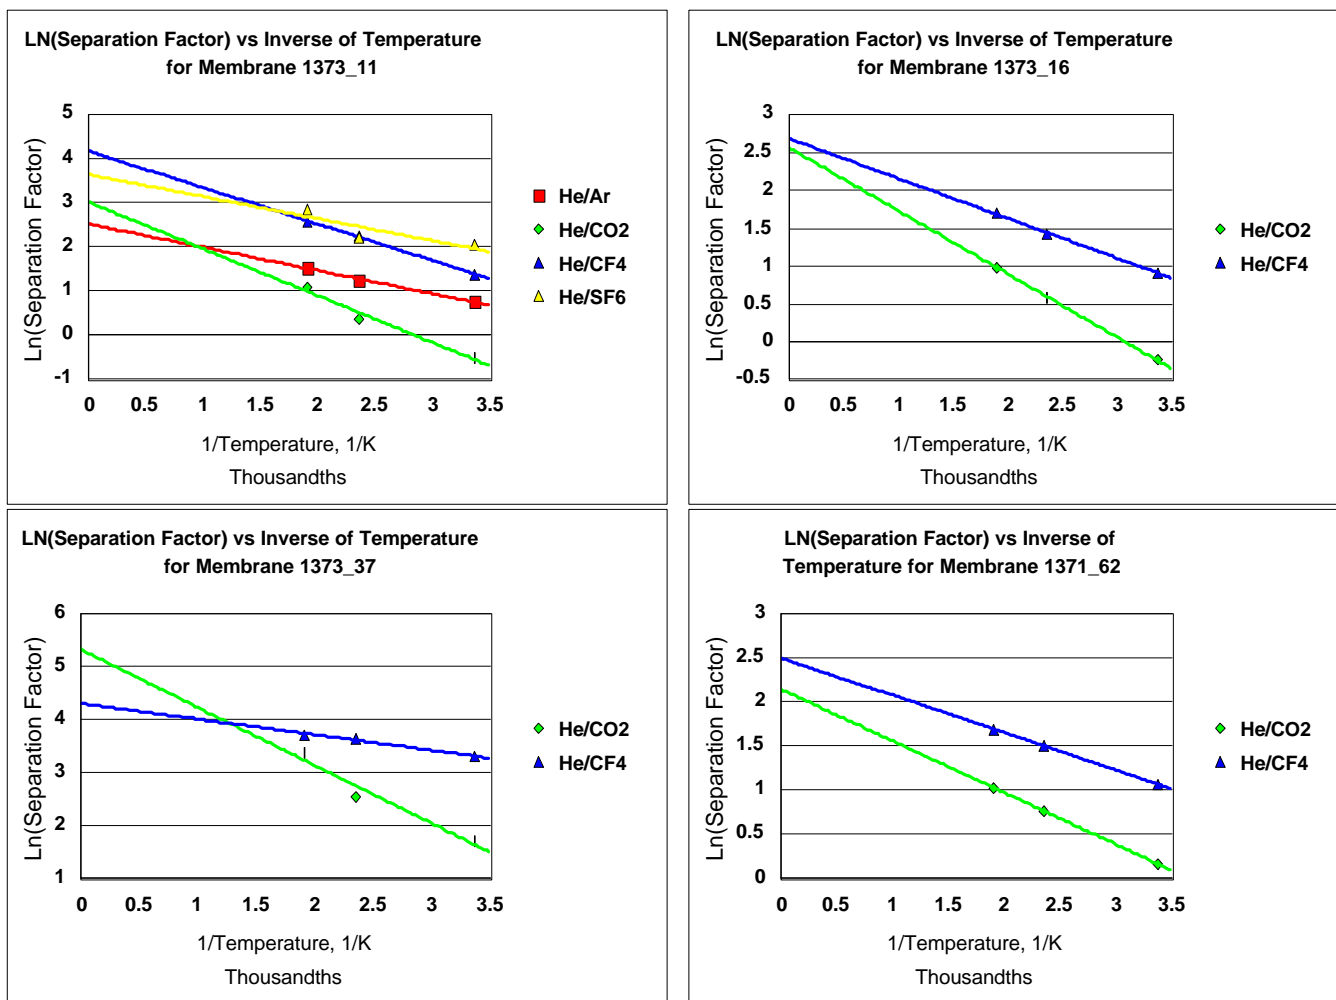 LN(Separation Factor) vs Inverse of Temperature
for Membrane 1373_11
Ln(Separation Factor)
5
4
3
2
1
0
-1
0 0.5 1 1.5 2 2.5 3 3.5
1/Temperature, 1/K
Thousandths
He/Ar
He/CO2
He/CF4
He/SF6
LN(Separation Factor) vs Inverse of Temperature
for Membrane 1373_16
Ln(Separation Factor)
3
2.5
2
1.5
1
0.5
0
-0.5
0 0.5 1 1.5 2 2.5 3 3.5
1/Temperature, 1/K
Thousandths
He/CO2
He/CF4
LN(Separation Factor) vs Inverse of Temperature
for Membrane 1373_37
Ln(Separation Factor)
6
5
4
3
2
1
0 0.5 1 1.5 2 2.5 3 3.5
1/Temperature, 1/K
Thousandths
He/CO2
He/CF4
LN(Separation Factor) vs Inverse of
Temperature for Membrane 1371_62
Ln(Separation Factor)
3
2.5
2
1.5
1
0.5
0
0 0.5 1 1.5 2 2.5 3 3.5
1/Temperature, 1/K
Thousandths
He/CO2
He/CF4